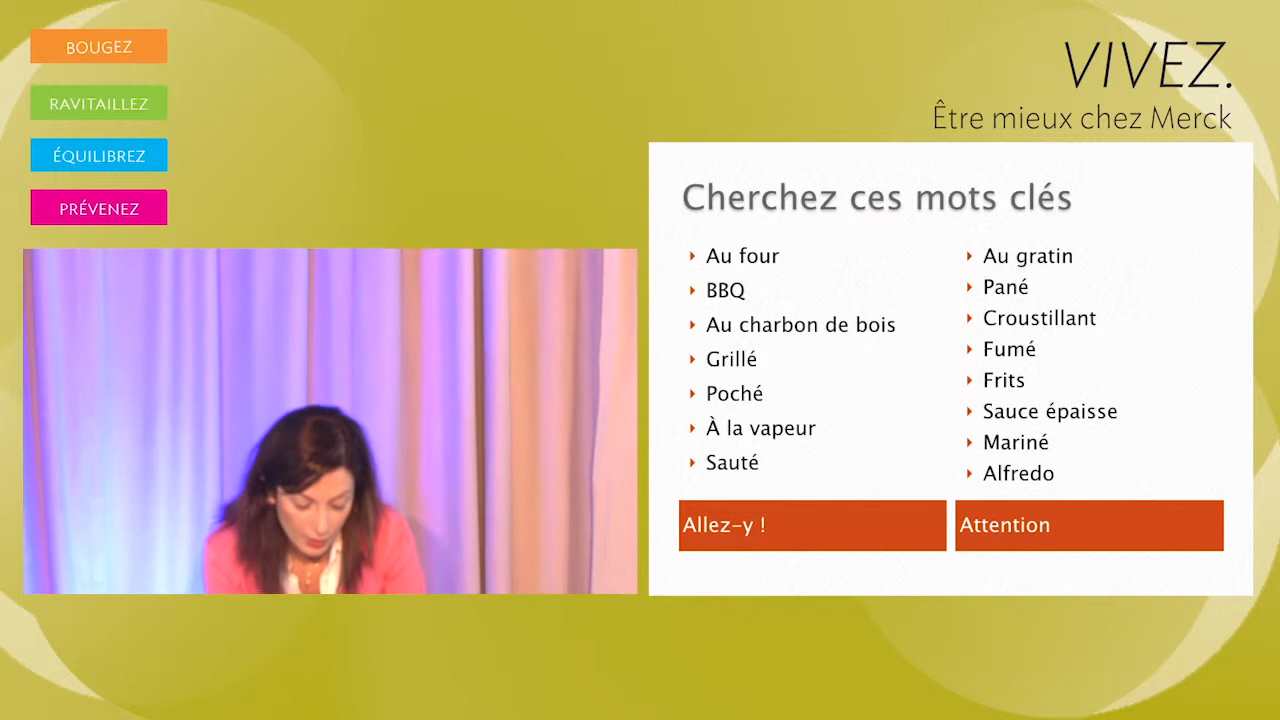 BOUGEZ
RAVITAILLEZ
ÉQUILIBREZ
PRÉVENEZ
VIVEZ.
Être mieux chez Merck
Cherchez ces mots clés
Au four
BBQ
Au charbon de bois
Grillé
Poché
À la vapeur
Sauté
Allez-y !
Au gratin
Pané
Croustillant
Fumé
Frits
Sauce épaisse
Mariné
Alfredo
Attention